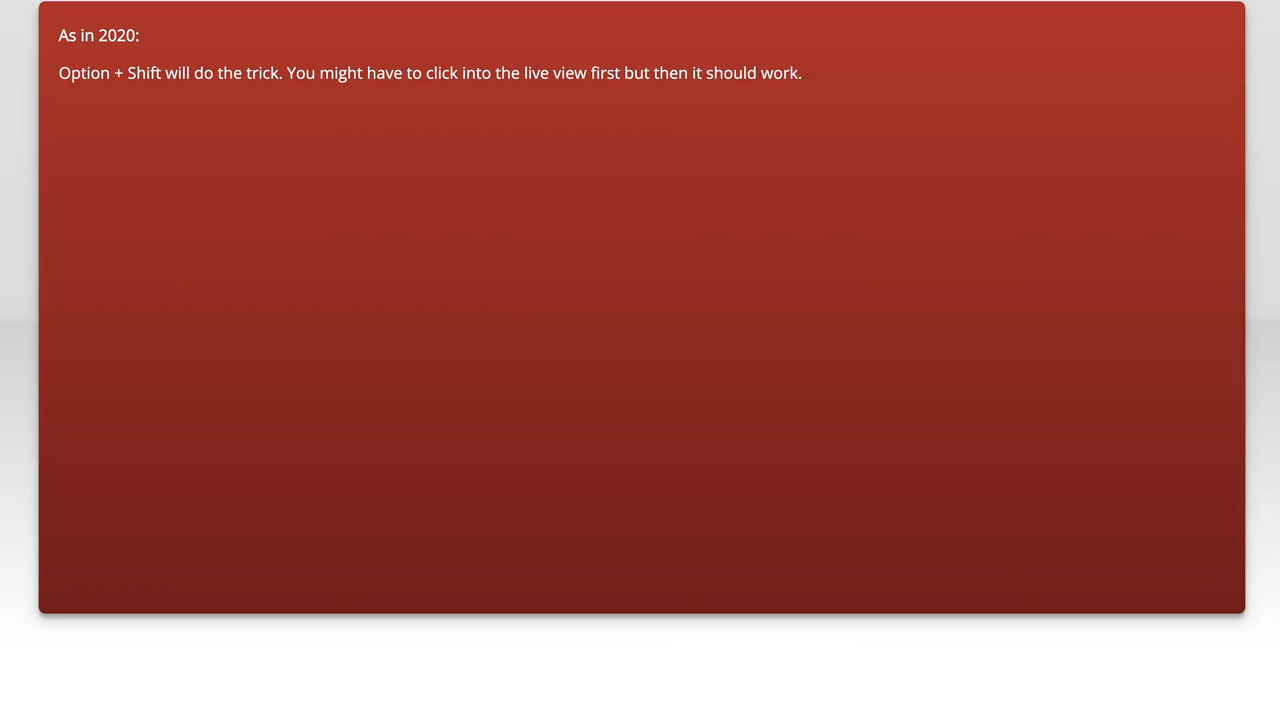 As in 2020:
Option + Shift will do the trick. You might have to click into the live view first but then it should work.